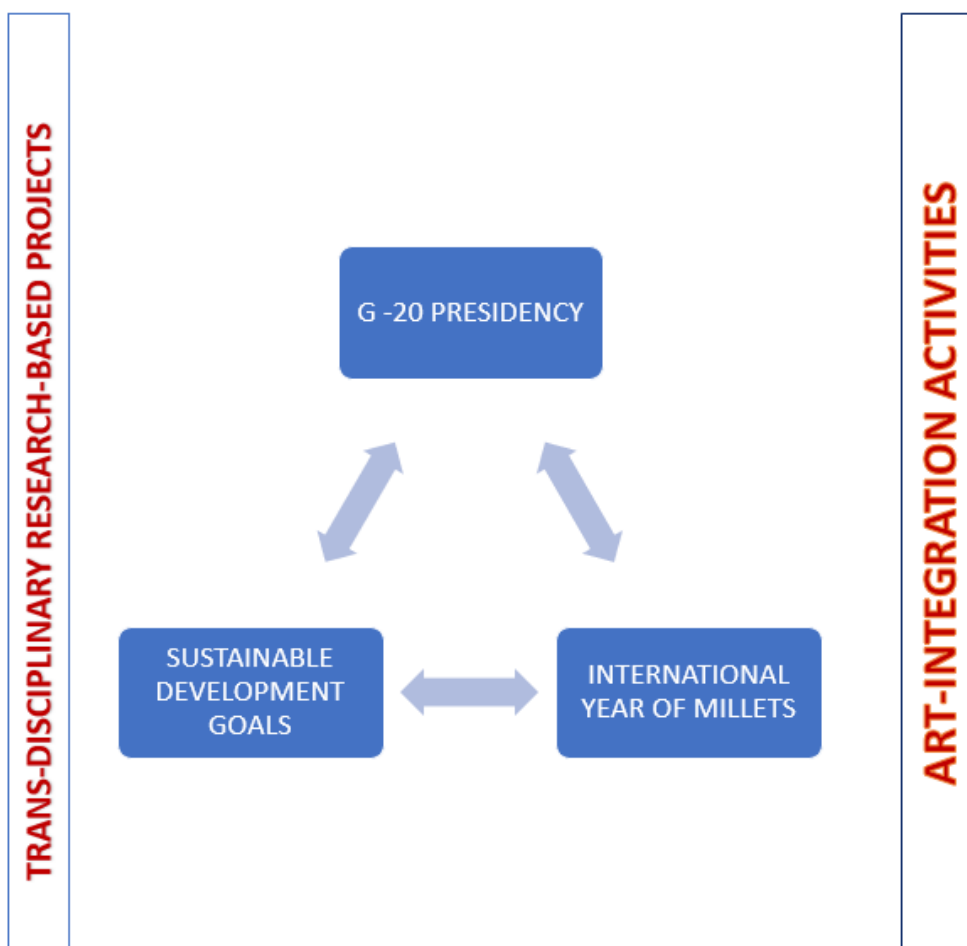 TRANS-DISCIPLINARY RESEARCH-BASED PROJECTS
G -20 PRESIDENCY
SUSTAINABLE
DEVELOPMENT
GOALS
INTERNATIONAL
YEAR OF MILLETS
ART-INTEGRATION ACTIVITIES